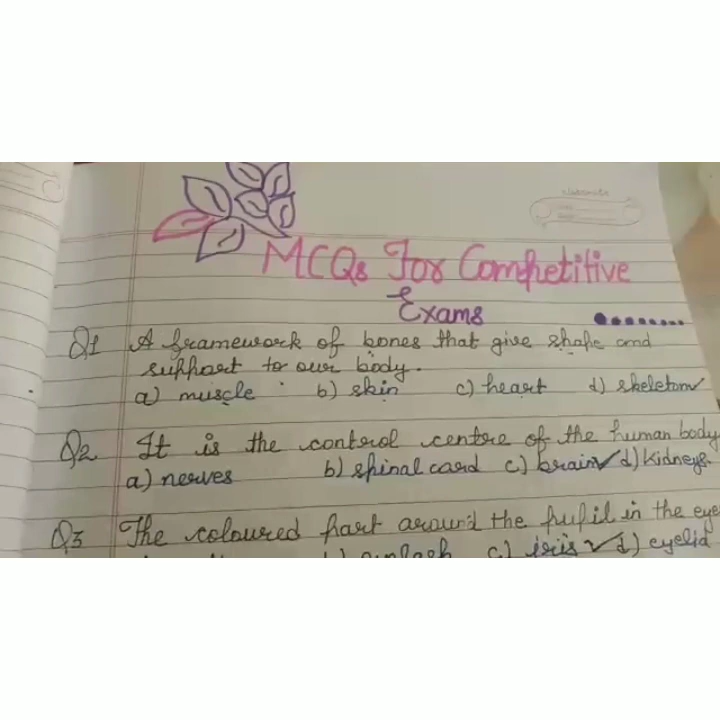 classmate
MCQs For Competitive
Exams
Q1 A framework of bones that give shape and
support to our body.
a) muscle b) skin c) heart d) skeleton✓
Q2 It is the control centre of the human body
a) nerves b) spinal card c) brain✓ d) kidneys
Q3 The coloured part around the pupil in the eye
c) iris ✓ d) eyelid